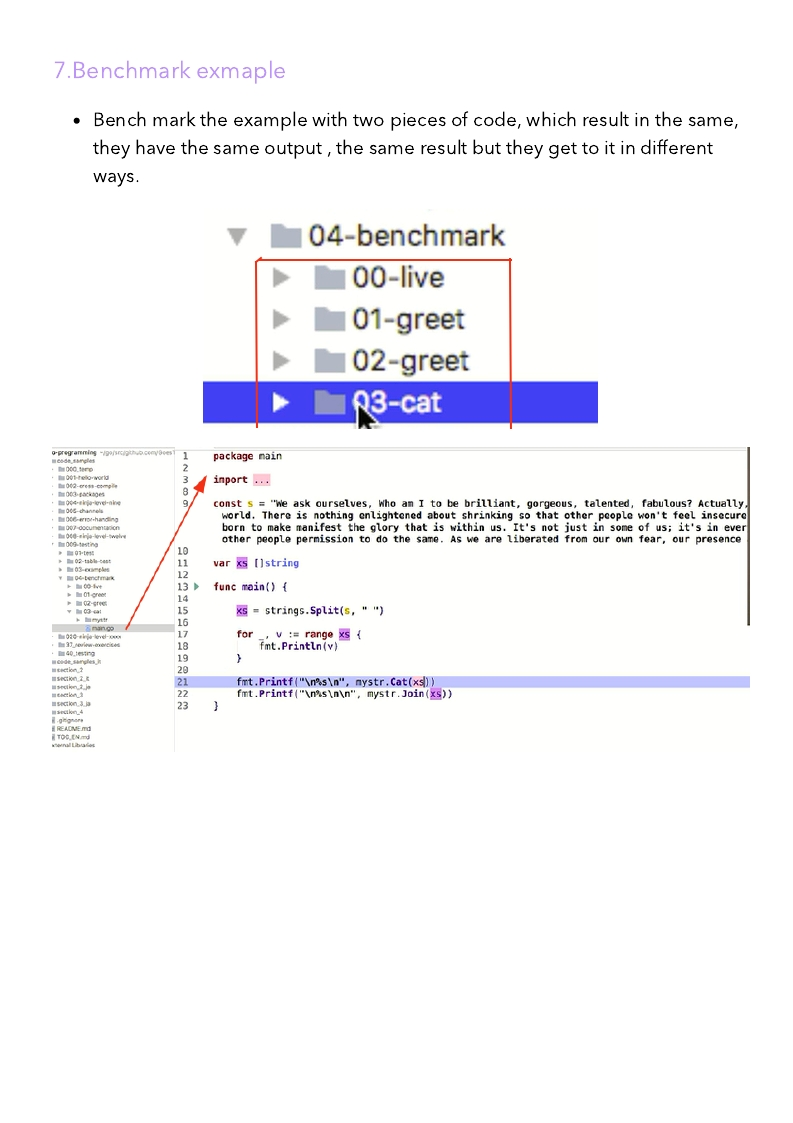 7.Benchmark exmaple
Bench mark the example with two pieces of code, which result in the same,
they have the same output , the same result but they get to it in different
ways.
04-benchmark
00-live
01-greet
02-greet
03-cat
o-programming ~/go/src/github.com/GoesT
code_samples
000_temp
001-hello-world
002-cross-compile
003-packages
004-ninja-level-nine
005-channels
006-error-handling
007-documentation
008-ninja-level-twelve
009-testing
01-test
02-table-test
03-examples
04-benchmark
00-live
01-greet
02-greet
03-cat
mystr
main.go
010-ninja-level-xxxx
37_review-exercises
40_testing
code_samples_it
section_2
section_2_it
section_2_ja
section_3
section_3_ja
section_4
.gitignore
README.md
TOC_EN.md
xternal Libraries
1 package main
2
3 import ...
8
9 const s = "We ask ourselves, Who am I to be brilliant, gorgeous, talented, fabulous? Actually,
world. There is nothing enlightened about shrinking so that other people won't feel insecure
born to make manifest the glory that is within us. It's not just in some of us; it's in ever
other people permission to do the same. As we are liberated from our own fear, our presence
10
11 var xs []string
12
13 func main() {
14
15 xs = strings.Split(s, " ")
16
17 for _, v := range xs {
18 fmt.Println(v)
19 }
20
21 fmt.Printf("\n%s\n", mystr.Cat(xs))
22 fmt.Printf("\n%s\n\n", mystr.Join(xs))
23 }